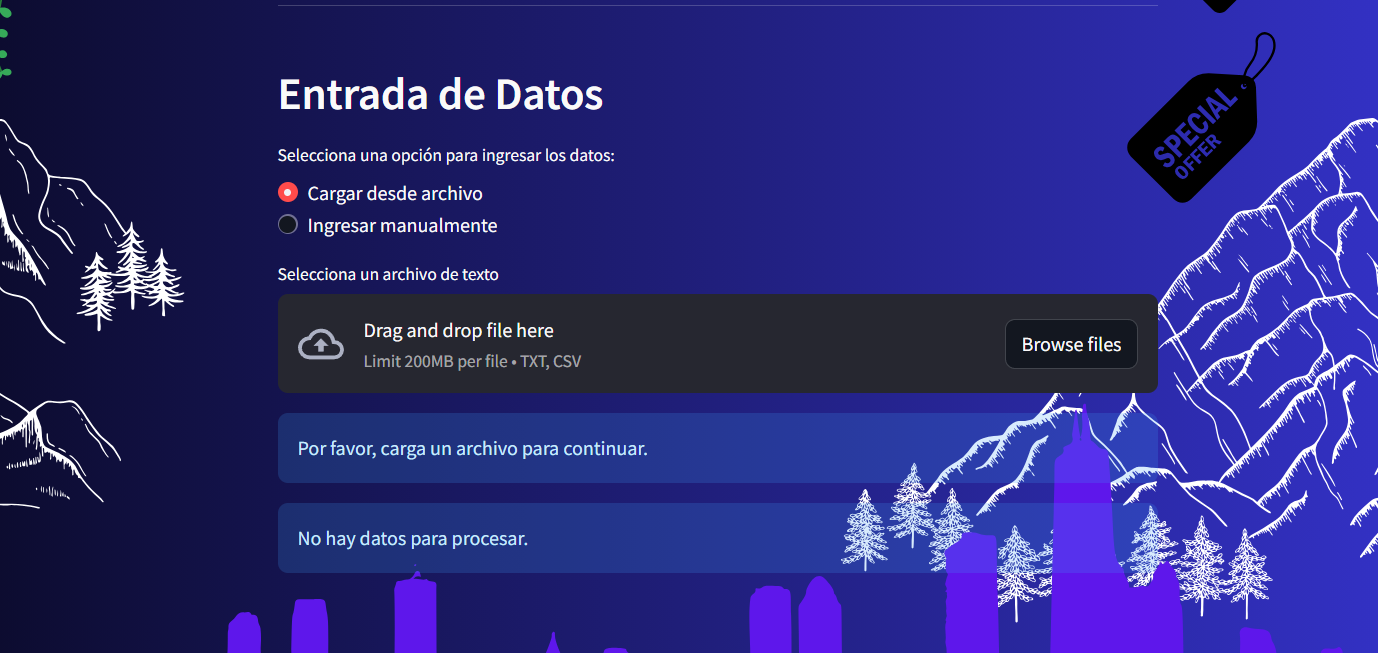 Entrada de Datos
SPECIAL
OFFER
Selecciona una opción para ingresar los datos:
Cargar desde archivo
Ingresar manualmente
Selecciona un archivo de texto
Drag and drop file here
Limit 200MB per file • TXT, CSV
Browse files
Por favor, carga un archivo para continuar.
No hay datos para procesar.